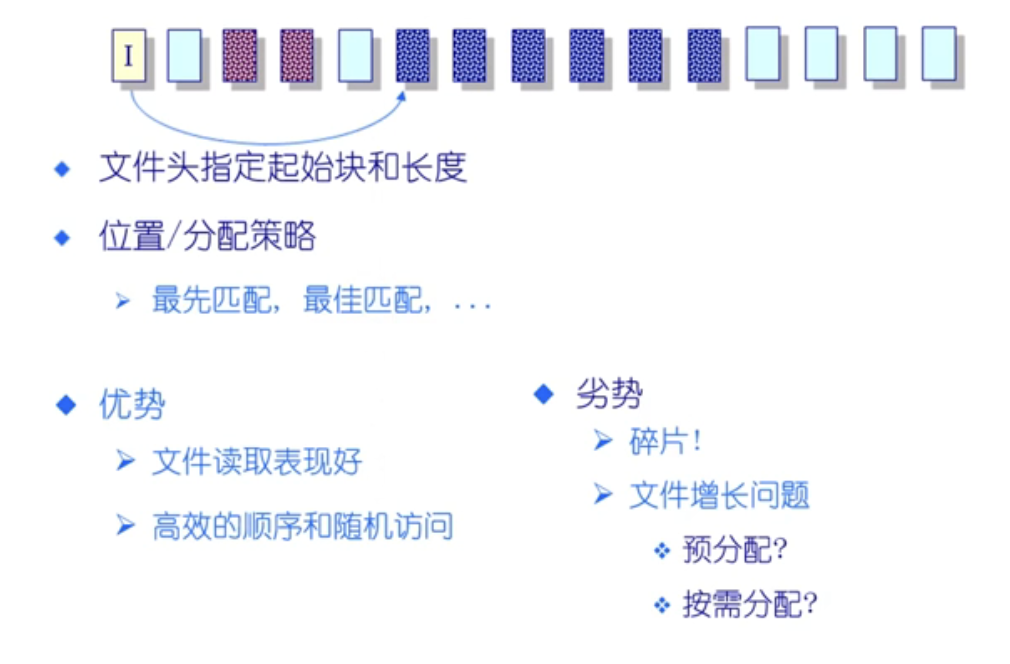 I
文件头指定起始块和长度
位置/分配策略
最先匹配, 最佳匹配, ...
优势
文件读取表现好
高效的顺序和随机访问
劣势
碎片!
文件增长问题
预分配?
按需分配?